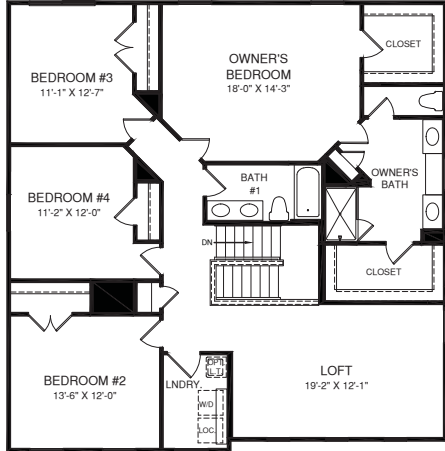 CLOSET
OWNER'S
BEDROOM
18'-0" X 14'-3"
BEDROOM #3
11'-1" X 12'-7"
OWNER'S
BATH
BATH
#1
BEDROOM #4
11'-2" X 12'-0"
DN
CLOSET
OPT.
L.T.
LNDRY.
LOFT
19'-2" X 12'-1"
BEDROOM #2
13'-6" X 12'-0"
W/D
LOC.